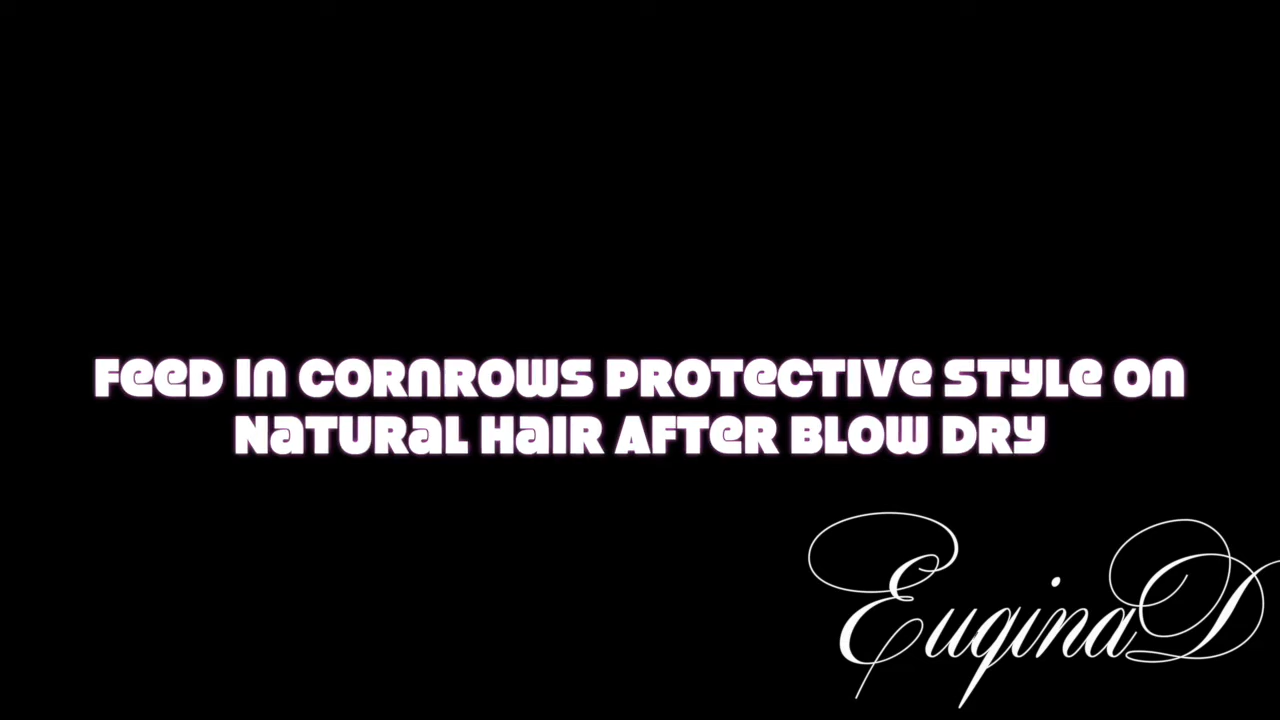 Feed in cornrows protective style on
natural hair after blow dry
EuqinaD